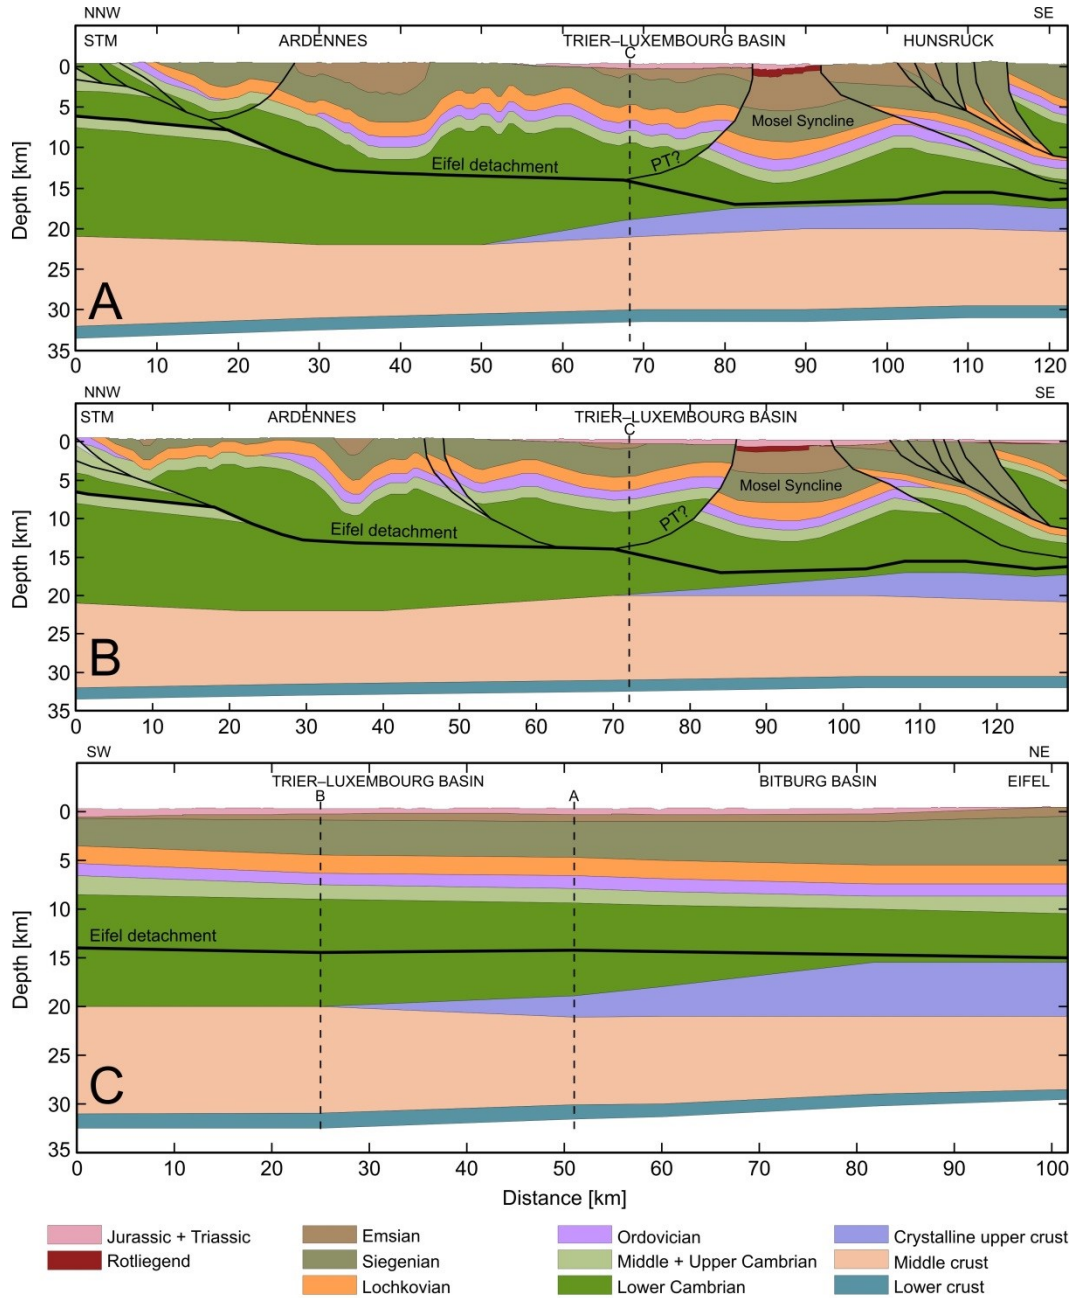 NNW SE
STM ARDENNES TRIER–LUXEMBOURG BASIN HUNSRÜCK
C
0
5
10
15
20
25
30
35
Depth [km]
Mosel Syncline
Eifel detachment
PT?
A
0 10 20 30 40 50 60 70 80 90 100 110 120
NNW SE
STM ARDENNES TRIER–LUXEMBOURG BASIN
C
0
5
10
15
20
25
30
35
Depth [km]
Mosel Syncline
PT?
Eifel detachment
B
0 10 20 30 40 50 60 70 80 90 100 110 120
SW NE
TRIER–LUXEMBOURG BASIN BITBURG BASIN EIFEL
B A
0
5
10
15
20
25
30
35
Depth [km]
Eifel detachment
C
0 10 20 30 40 50 60 70 80 90 100
Distance [km]
Jurassic + Triassic Emsian Ordovician Crystalline upper crust
Rotliegend Siegenian Middle + Upper Cambrian Middle crust
Lochkovian Lower Cambrian Lower crust